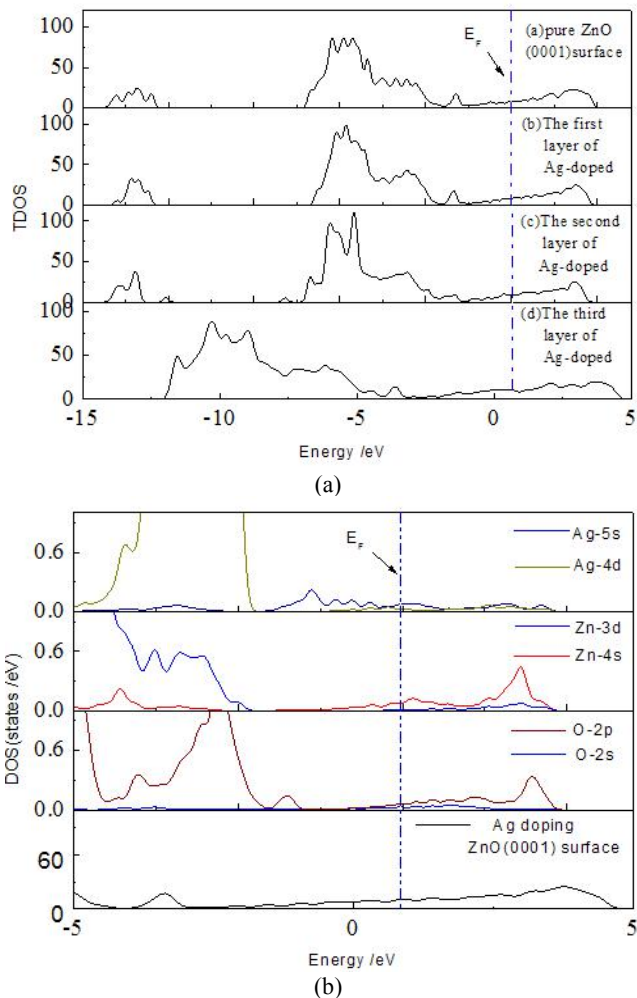 100
50
0
E_F
(a)pure ZnO
(0001)surface
100
50
0
(b)The first
layer of
Ag-doped
100
50
0
(c)The second
layer of
Ag-doped
100
50
0
(d)The third
layer of
Ag-doped
TDOS
-15
-10
-5
0
5
Energy /eV
(a)
0.6
0.0
E_F
Ag-5s
Ag-4d
0.6
0.0
Zn-3d
Zn-4s
0.6
0.0
O-2p
O-2s
60
0
Ag doping
ZnO(0001) surface
DOS(states /eV)
-5
0
5
Energy /eV
(b)